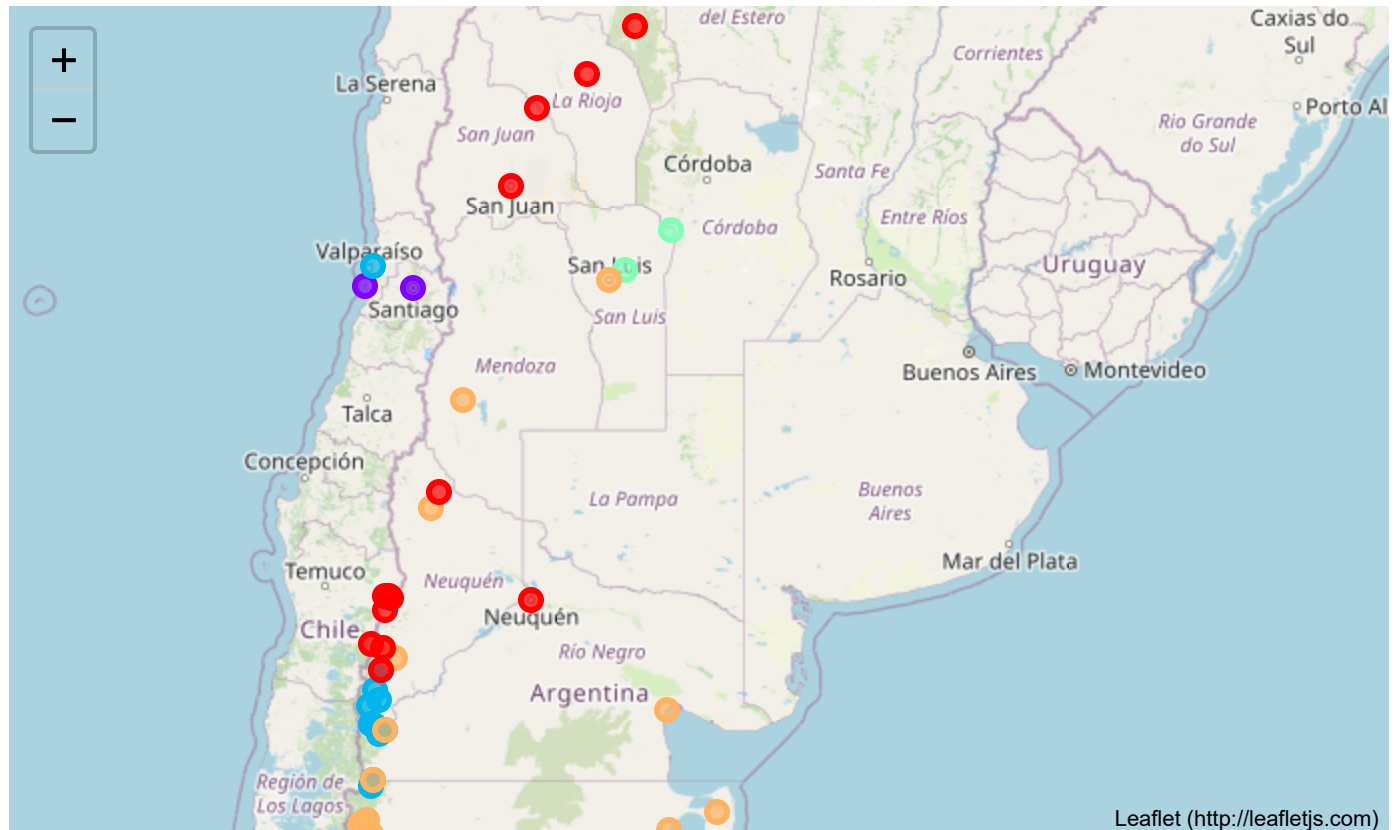 del Estero
Caxias do
Sul
+
Corrientes
La Serena
La Rioja
Porto Al
−
San Juan
Rio Grande
do Sul
Córdoba
Santa Fe
San Juan
Entre Ríos
Córdoba
Valparaíso
San Luis
Uruguay
Rosario
Santiago
San Luis
Mendoza
Buenos Aires
Montevideo
Talca
Concepción
La Pampa
Buenos
Aires
Mar del Plata
Temuco
Neuquén
Neuquén
Chile
Río Negro
Argentina
Región de
Los Lagos
Leaflet (http://leafletjs.com)